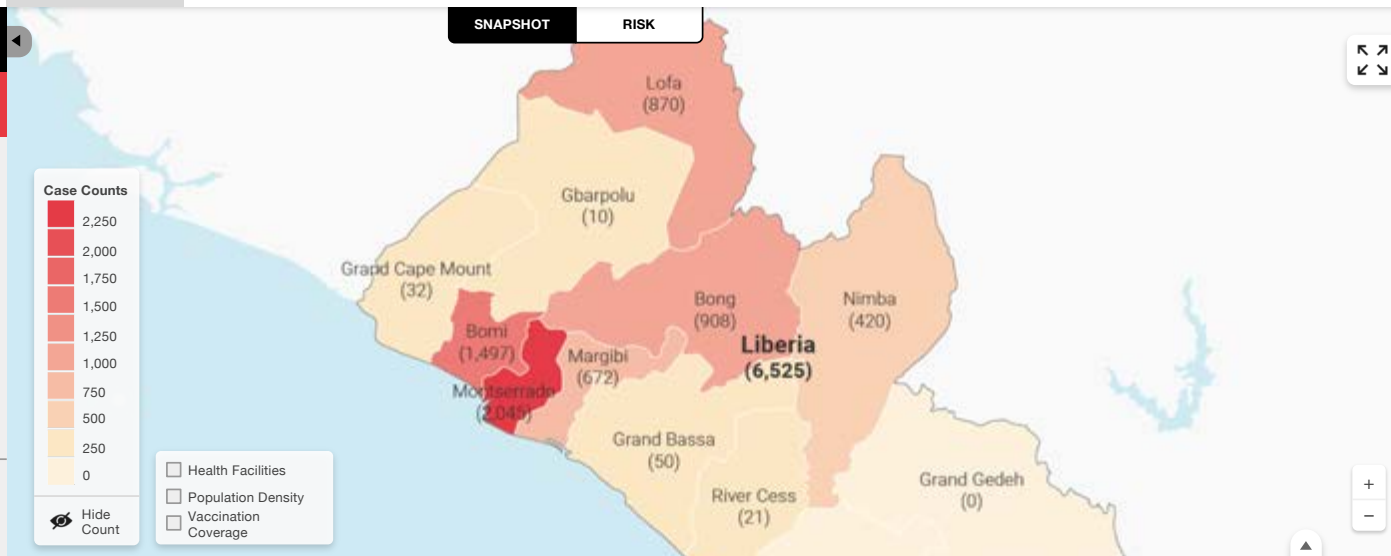 SNAPSHOT
RISK
Lofa
(870)
Gbarpolu
(10)
Grand Cape Mount
(32)
Bong
(908)
Nimba
(420)
Bomi
(1,497)
Liberia
(6,525)
Margibi
(672)
Montserrado
(2,045)
Grand Bassa
(50)
River Cess
(21)
Grand Gedeh
(0)
Case Counts
2,250
2,000
1,750
1,500
1,250
1,000
750
500
250
0
Hide
Count
Health Facilities
Population Density
Vaccination
Coverage
+
−